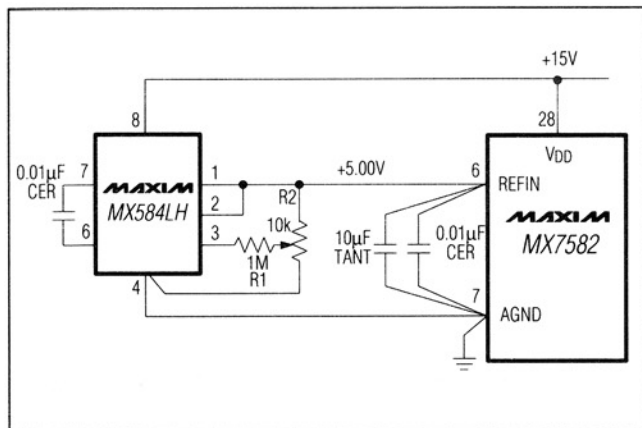 +15V
8
28
VDD
0.01µF
CER
7
6
MAXIM
MX584LH
1
2
3
4
+5.00V
R2
10k
1M
R1
10µF
TANT
0.01µF
CER
6
REFIN
MAXIM
MX7582
7
AGND